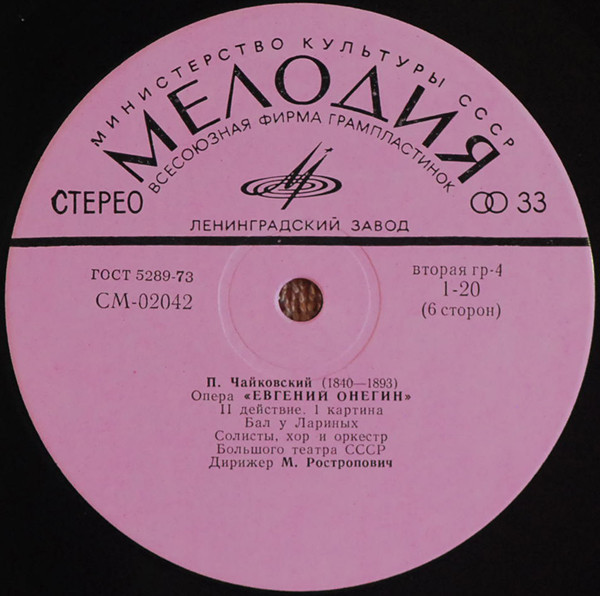 МИНИСТЕРСТВО КУЛЬТУРЫ СССР
МЕЛОДИЯ
ВСЕСОЮЗНАЯ ФИРМА ГРАМПЛАСТИНОК
СТЕРЕО
33
ЛЕНИНГРАДСКИЙ ЗАВОД
ГОСТ 5289-73
СМ-02042
вторая гр-4
1-20
(6 сторон)
П. Чайковский (1840—1893)
Опера «ЕВГЕНИЙ ОНЕГИН»
II действие. 1 картина
Бал у Лариных
Солисты, хор и оркестр
Большого театра СССР
Дирижер М. Ростропович